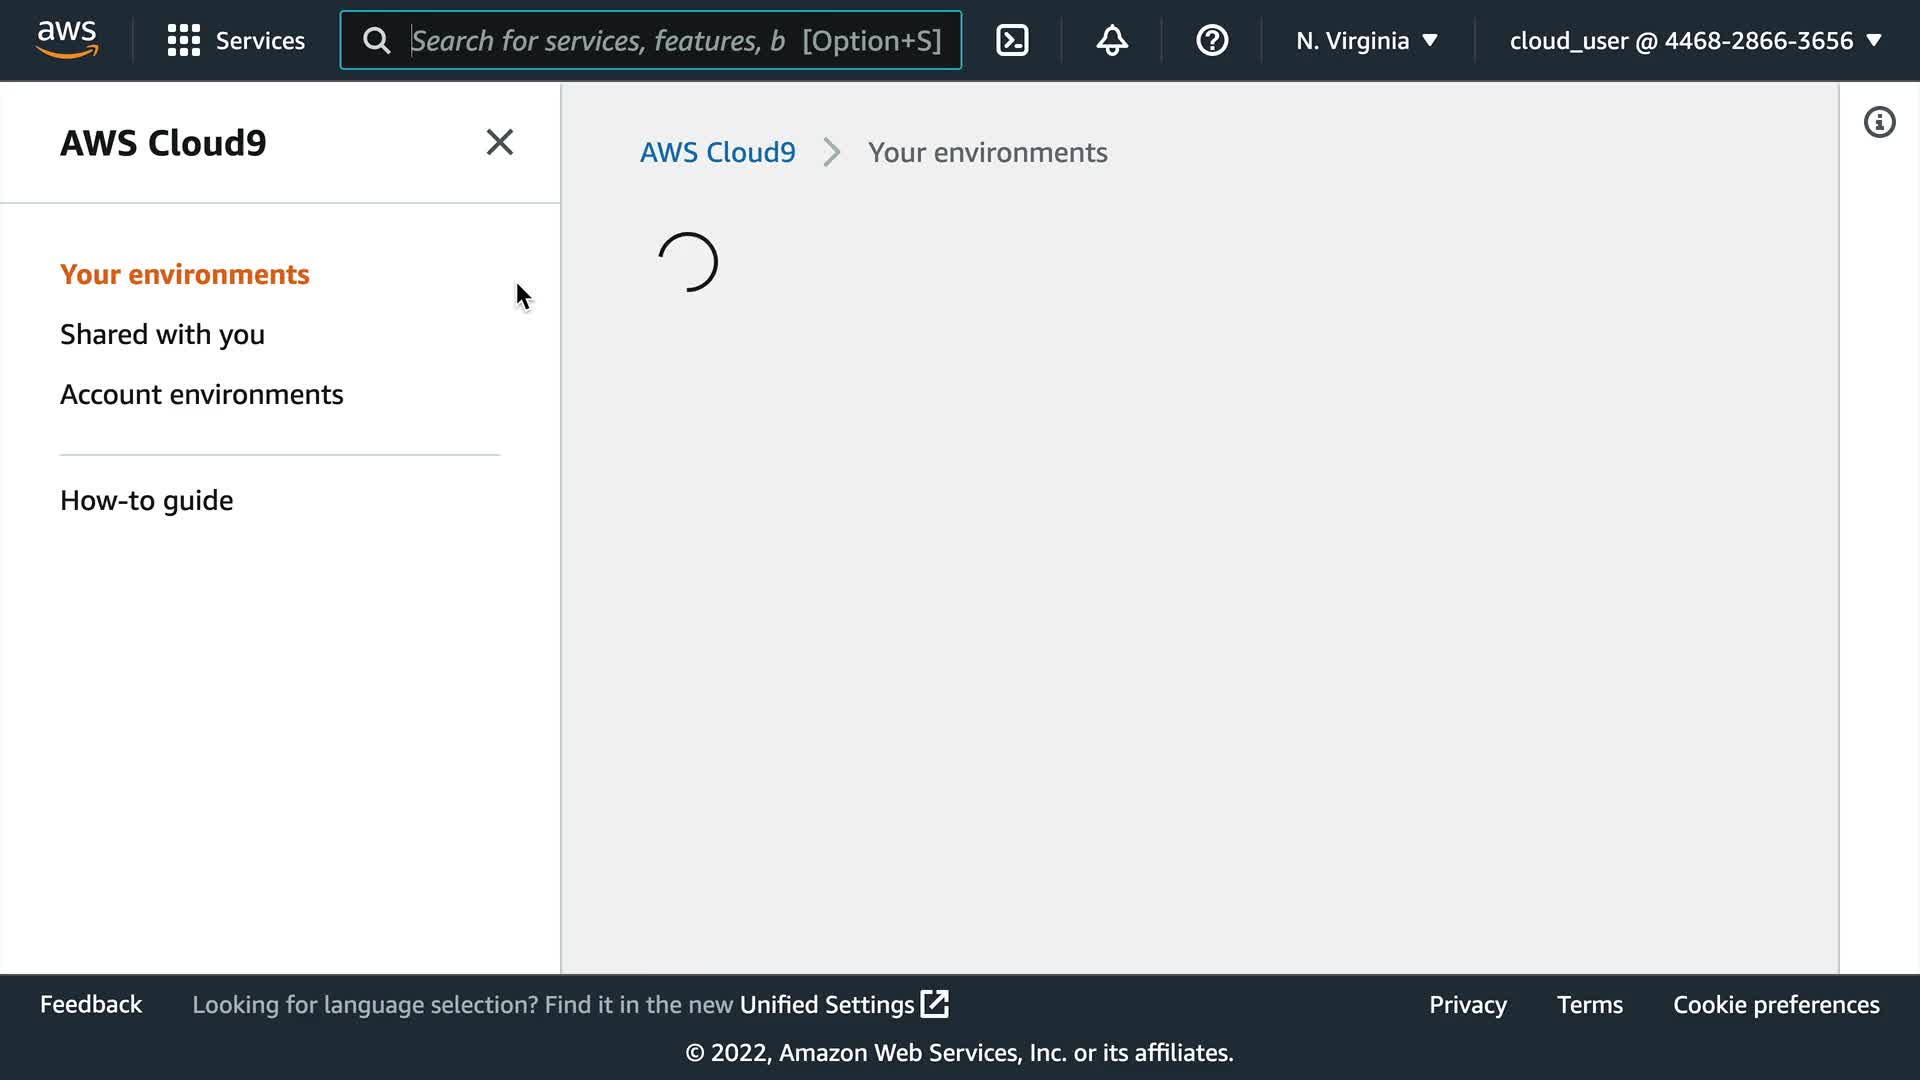 aws
Services
Search for services, features, b [Option+S]
N. Virginia
cloud_user @ 4468-2866-3656
AWS Cloud9
AWS Cloud9
Your environments
Your environments
Shared with you
Account environments
How-to guide
Feedback
Looking for language selection? Find it in the new Unified Settings
Privacy
Terms
Cookie preferences
© 2022, Amazon Web Services, Inc. or its affiliates.